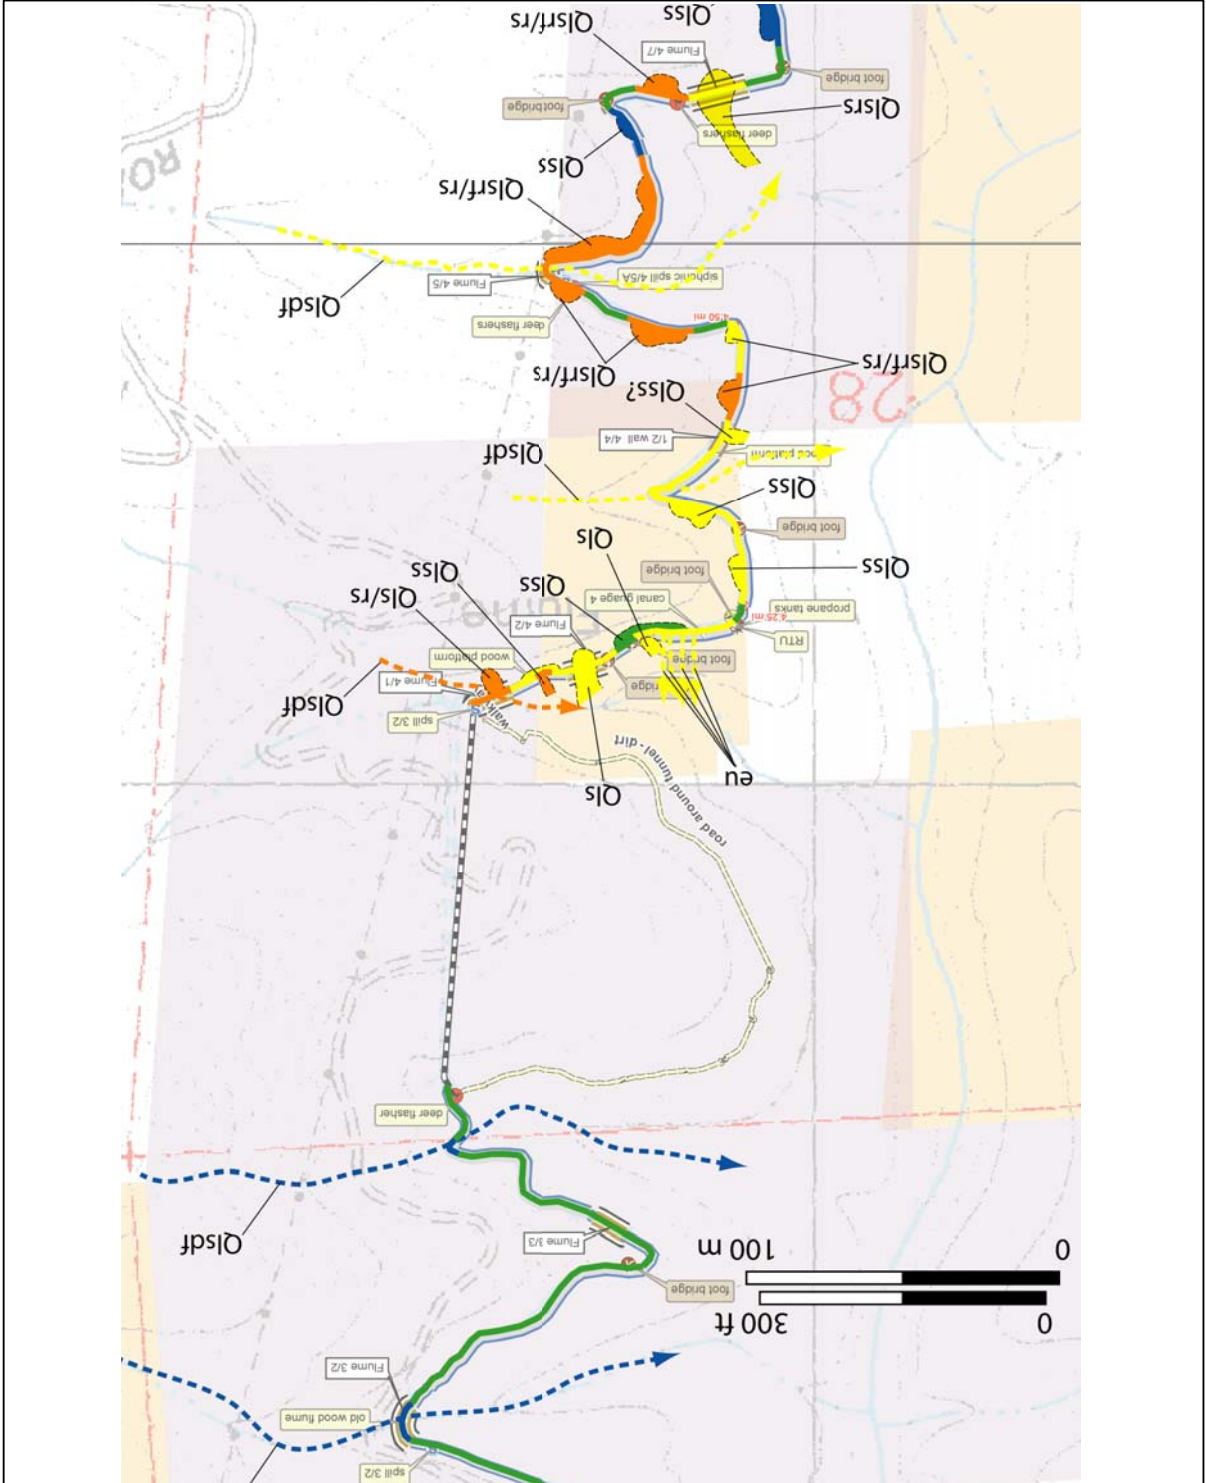 spill 3/2
old wood flume
Flume 3/2
0 300 ft
foot bridge
0 100 m
Flume 3/3
Qlsdf
deer flasher
road around tunnel - dirt
Qls
eu
spill 3/2
Qlsdf
Flume 4/1
wood platform
foot bridge
RTU
Flume 4/2
4.25 mi
propane tanks
canal guage 4
Flume
Qls/rs
Qlss
Qlss
foot bridge
Qlss
Qls
foot bridge
Qlss
Qlsdf
1/2 wall 4/4
28
Qlss?
Qlsrf/rs
Qlsrf/rs
deer flashers
4.50 mi
Qlsdf
Flume 4/5
siphonic spill 4/5A
Qlsrf/rs
Qlss
deer flashers
Qlsrs
footbridge
foot bridge
Flume 4/7
Qlsrf/rs
Qlss